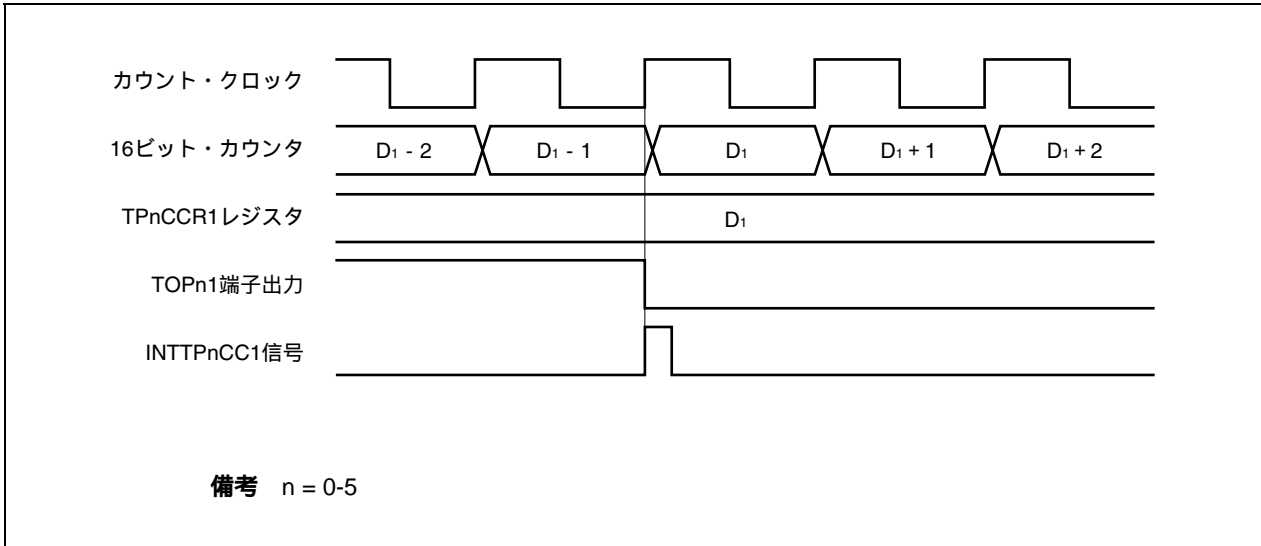 カウント・クロック
16ビット・カウンタ D1 - 2 D1 - 1 D1 D1 + 1 D1 + 2
TPnCCR1レジスタ D1
TOPn1端子出力
INTTPnCC1信号
備考 n = 0-5